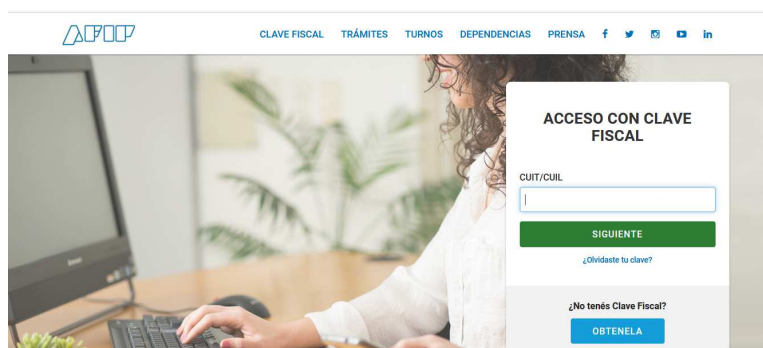 AFIP
CLAVE FISCAL TRÁMITES TURNOS DEPENDENCIAS PRENSA
ACCESO CON CLAVE
FISCAL
CUIT/CUIL
SIGUIENTE
¿Olvidaste tu clave?
¿No tenés Clave Fiscal?
OBTENELA